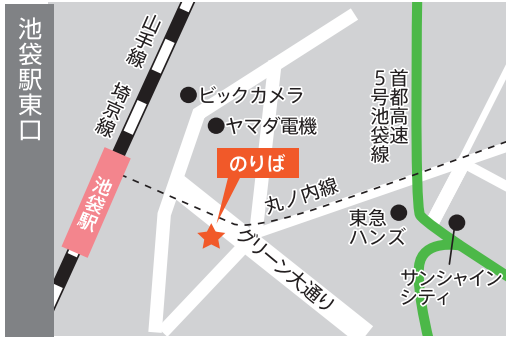 池袋駅東口
山手線
埼京線
池袋駅
ビックカメラ
ヤマダ電機
のりば
丸ノ内線
グリーン大通り
首都高速
5号池袋線
東急
ハンズ
サンシャイン
シティ